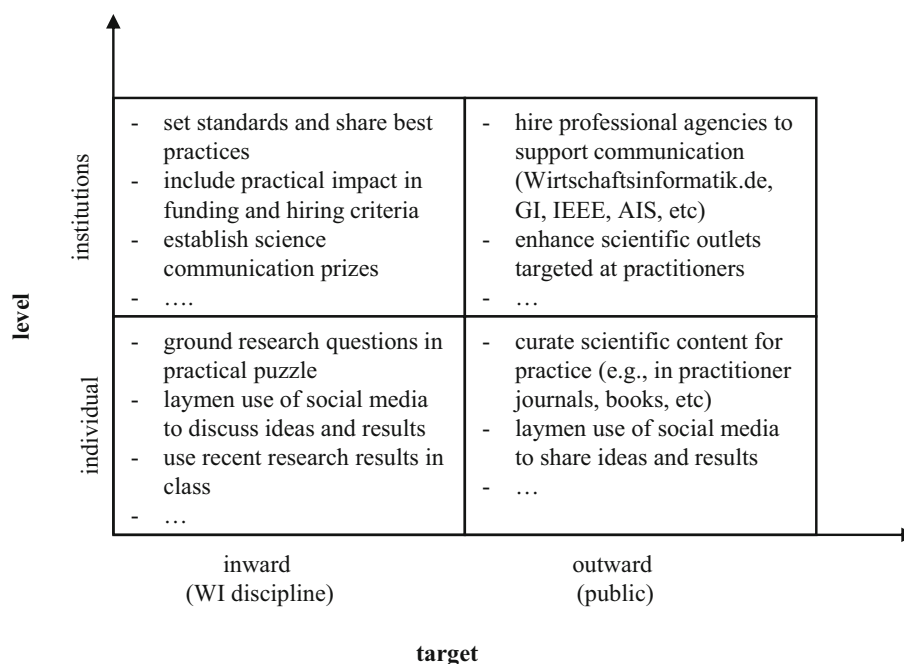 level
institutions
- set standards and share best
practices
- include practical impact in
funding and hiring criteria
- establish science
communication prizes
- ….
- hire professional agencies to
support communication
(Wirtschaftsinformatik.de,
GI, IEEE, AIS, etc)
- enhance scientific outlets
targeted at practitioners
- …
individual
- ground research questions in
practical puzzle
- laymen use of social media
to discuss ideas and results
- use recent research results in
class
- …
- curate scientific content for
practice (e.g., in practitioner
journals, books, etc)
- laymen use of social media
to share ideas and results
- …
inward
(WI discipline)
outward
(public)
target